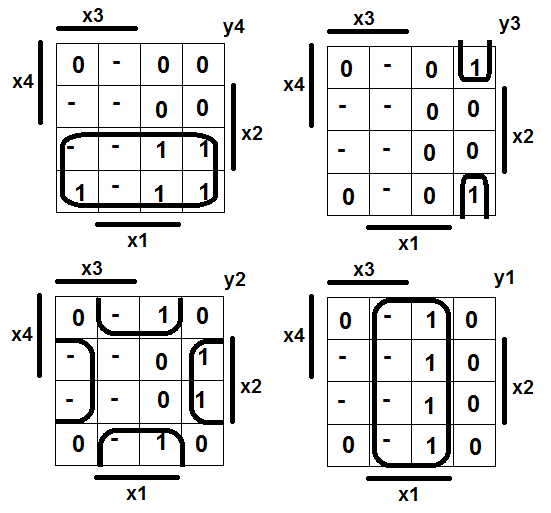 x3 y4
x4
0 - 0 0
- - 0 0
x2
- - 1 1
1 - 1 1
x1
x3 y3
x4
0 - 0 1
- - 0 0
x2
- - 0 0
0 - 0 1
x1
x3 y2
x4
0 - 1 0
- - 0 1
x2
- - 0 1
0 - 1 0
x1
x3 y1
x4
0 - 1 0
- - 1 0
x2
- - 1 0
0 - 1 0
x1